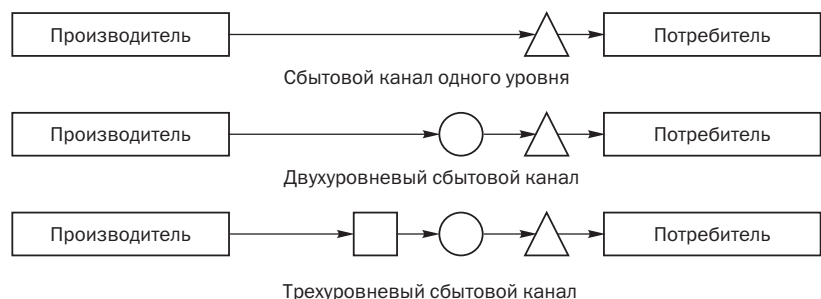 Производитель Потребитель
Сбытовой канал одного уровня
Производитель Потребитель
Двухуровневый сбытовой канал
Производитель Потребитель
Трехуровневый сбытовой канал